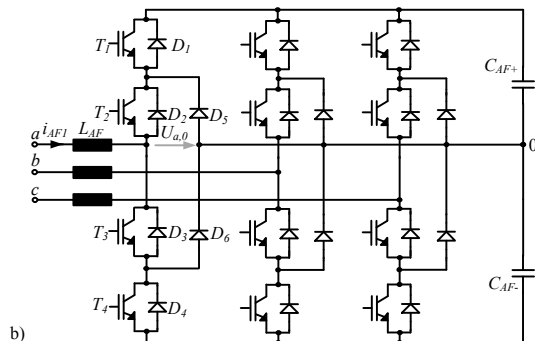 T1 D1
CAF+
T2 D2 D5
a iAF1 LAF Ua,0 0
b
c
T3 D3 D6
CAF-
T4 D4
b)